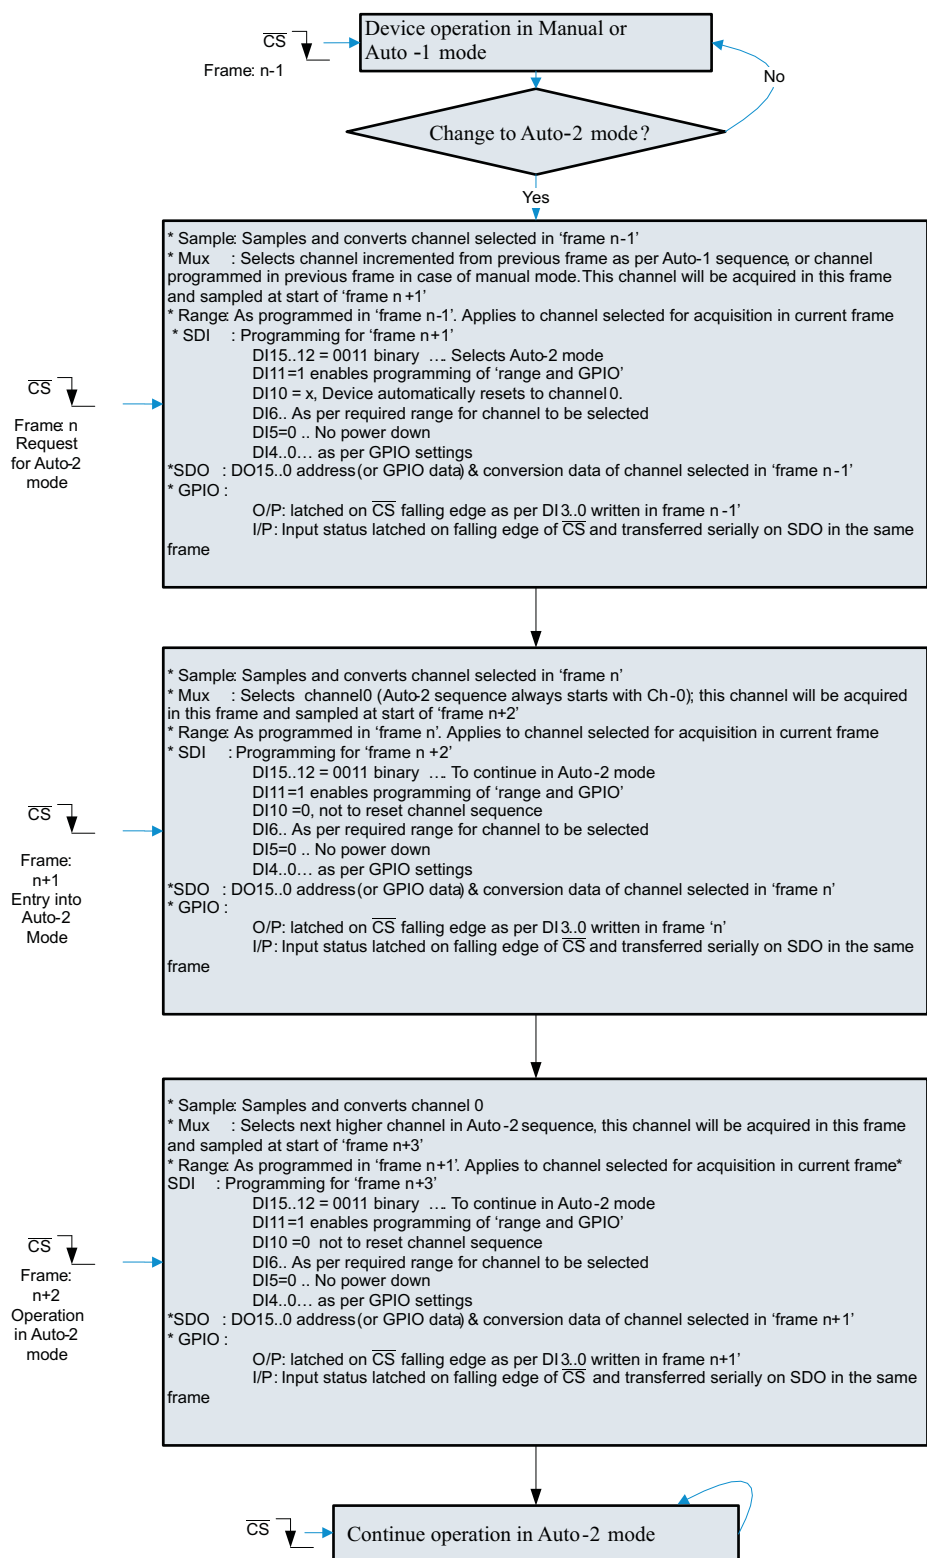 Device operation in Manual or
Auto -1 mode
CS
Frame: n-1
No
Change to Auto-2 mode?
Yes
* Sample: Samples and converts channel selected in ‘frame n-1’
* Mux : Selects channel incremented from previous frame as per Auto-1 sequence, or channel
programmed in previous frame in case of manual mode. This channel will be acquired in this frame
and sampled at start of ‘frame n+1’
* Range: As programmed in ‘frame n-1’. Applies to channel selected for acquisition in current frame
* SDI : Programming for ‘frame n+1’
DI15..12 = 0011 binary …. Selects Auto-2 mode
DI11=1 enables programming of ‘range and GPIO’
DI10 = x, Device automatically resets to channel 0.
DI6.. As per required range for channel to be selected
DI5=0 .. No power down
DI4..0… as per GPIO settings
*SDO : DO15..0 address (or GPIO data) & conversion data of channel selected in ‘frame n-1’
* GPIO :
O/P: latched on CS falling edge as per DI3..0 written in frame n-1’
I/P: Input status latched on falling edge of CS and transferred serially on SDO in the same
frame
CS
Frame: n
Request
for Auto-2
mode
* Sample: Samples and converts channel selected in ‘frame n’
* Mux : Selects channel0 (Auto-2 sequence always starts with Ch-0); this channel will be acquired
in this frame and sampled at start of ‘frame n+2’
* Range: As programmed in ‘frame n’. Applies to channel selected for acquisition in current frame
* SDI : Programming for ‘frame n +2’
DI15..12 = 0011 binary …. To continue in Auto-2 mode
DI11=1 enables programming of ‘range and GPIO’
DI10 =0, not to reset channel sequence
DI6.. As per required range for channel to be selected
DI5=0 .. No power down
DI4..0… as per GPIO settings
*SDO : DO15..0 address (or GPIO data) & conversion data of channel selected in ‘frame n’
* GPIO :
O/P: latched on CS falling edge as per DI3..0 written in frame ‘n’
I/P: Input status latched on falling edge of CS and transferred serially on SDO in the same
frame
CS
Frame:
n+1
Entry into
Auto-2
Mode
* Sample: Samples and converts channel 0
* Mux : Selects next higher channel in Auto-2 sequence, this channel will be acquired in this frame
and sampled at start of ‘frame n+3’
* Range: As programmed in ‘frame n+1’. Applies to channel selected for acquisition in current frame*
SDI : Programming for ‘frame n+3’
DI15..12 = 0011 binary …. To continue in Auto-2 mode
DI11=1 enables programming of ‘range and GPIO’
DI10 =0 not to reset channel sequence
DI6.. As per required range for channel to be selected
DI5=0 .. No power down
DI4..0… as per GPIO settings
*SDO : DO15..0 address (or GPIO data) & conversion data of channel selected in ‘frame n+1’
* GPIO :
O/P: latched on CS falling edge as per DI3..0 written in frame n+1’
I/P: Input status latched on falling edge of CS and transferred serially on SDO in the same
frame
CS
Frame:
n+2
Operation
in Auto-2
mode
CS
Continue operation in Auto-2 mode